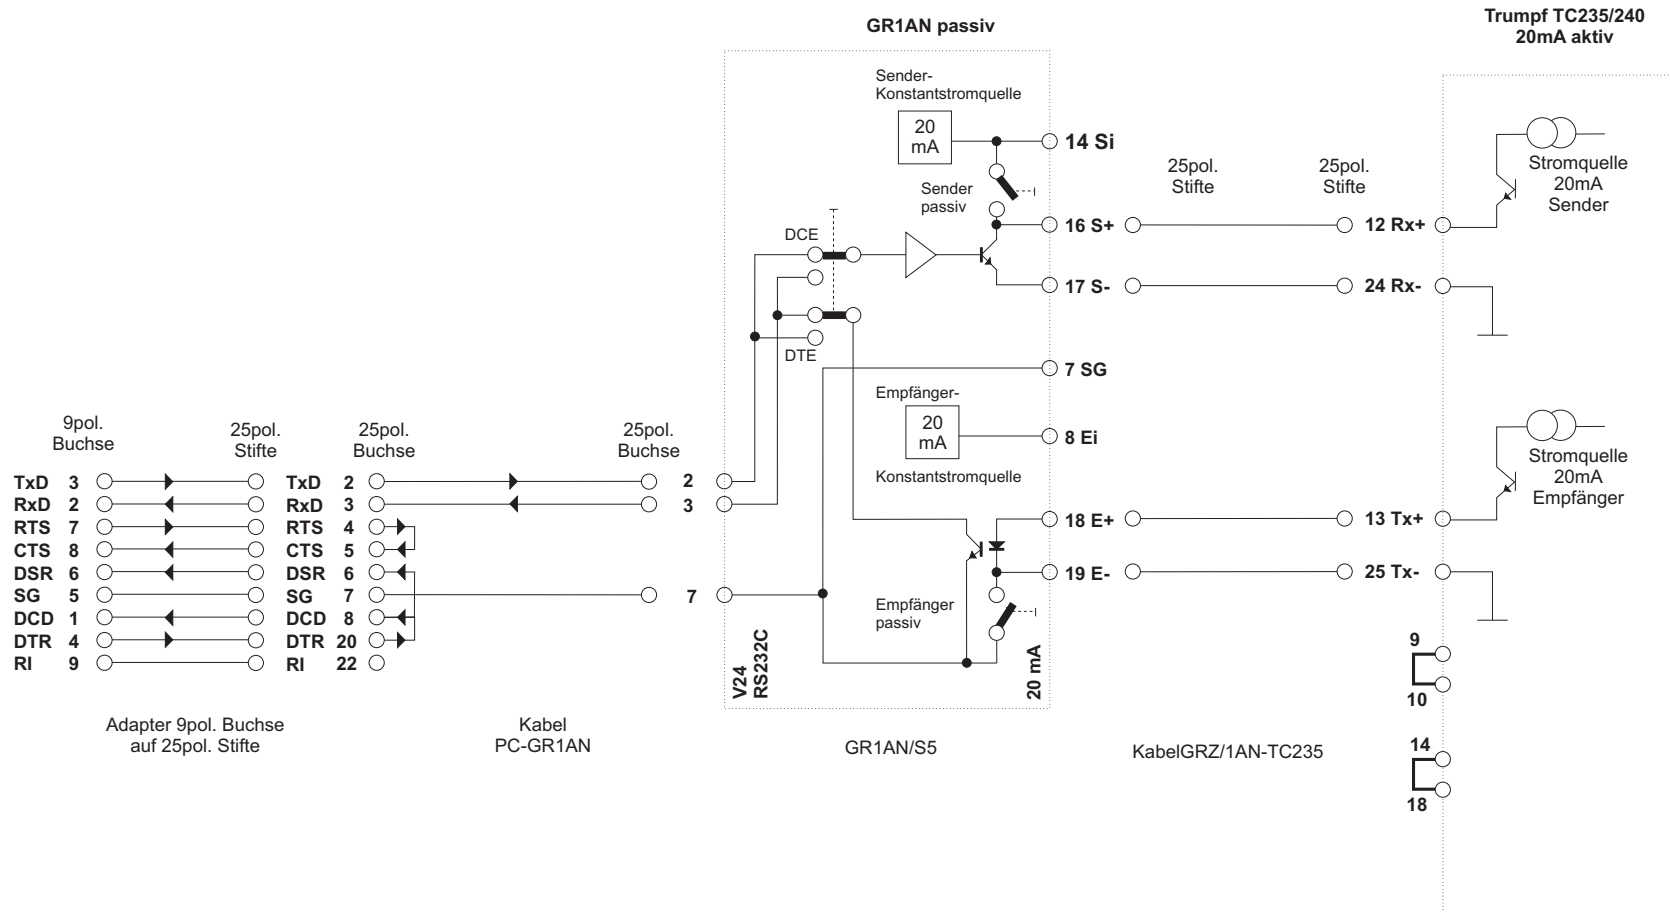 GR1AN passiv
Trumpf TC235/240
20mA aktiv
Sender-
Konstantstromquelle
20
mA
14 Si
Sender
passiv
25pol.
Stifte
25pol.
Stifte
Stromquelle
20mA
Sender
16 S+
12 Rx+
DCE
17 S-
24 Rx-
DTE
7 SG
Empfänger-
20
mA
8 Ei
Konstantstromquelle
Stromquelle
20mA
Empfänger
9pol.
Buchse
25pol.
Stifte
25pol.
Buchse
25pol.
Buchse
TxD 3 TxD 2 2
RxD 2 RxD 3 3
RTS 7 RTS 4
CTS 8 CTS 5
DSR 6 DSR 6
SG 5 SG 7 7
DCD 1 DCD 8
DTR 4 DTR 20
RI 9 RI 22
18 E+
13 Tx+
19 E-
25 Tx-
Empfänger
passiv
V24
RS232C
20 mA
9
10
14
18
Adapter 9pol. Buchse
auf 25pol. Stifte
Kabel
PC-GR1AN
GR1AN/S5
KabelGRZ/1AN-TC235